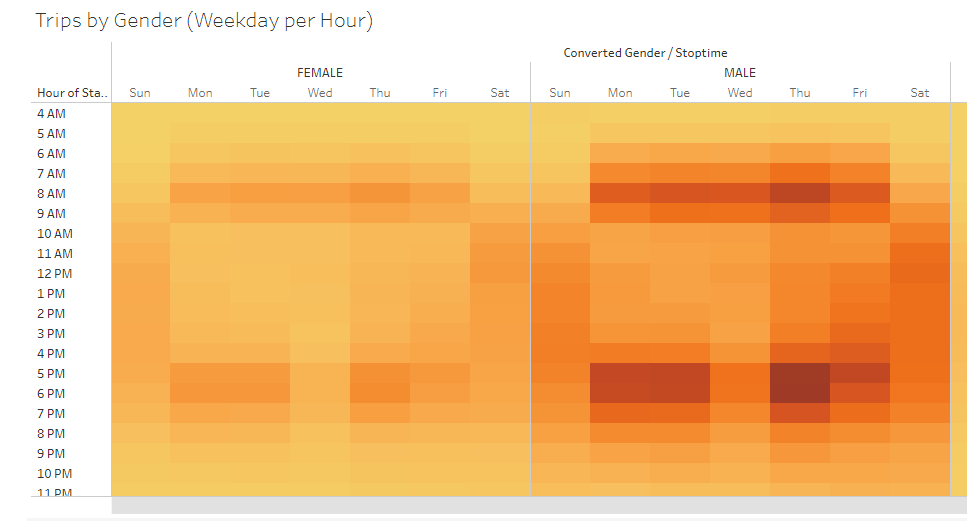 Trips by Gender (Weekday per Hour)
Converted Gender / Stoptime
FEMALE MALE
Hour of Sta.. Sun Mon Tue Wed Thu Fri Sat Sun Mon Tue Wed Thu Fri Sat
4 AM
5 AM
6 AM
7 AM
8 AM
9 AM
10 AM
11 AM
12 PM
1 PM
2 PM
3 PM
4 PM
5 PM
6 PM
7 PM
8 PM
9 PM
10 PM
11 PM